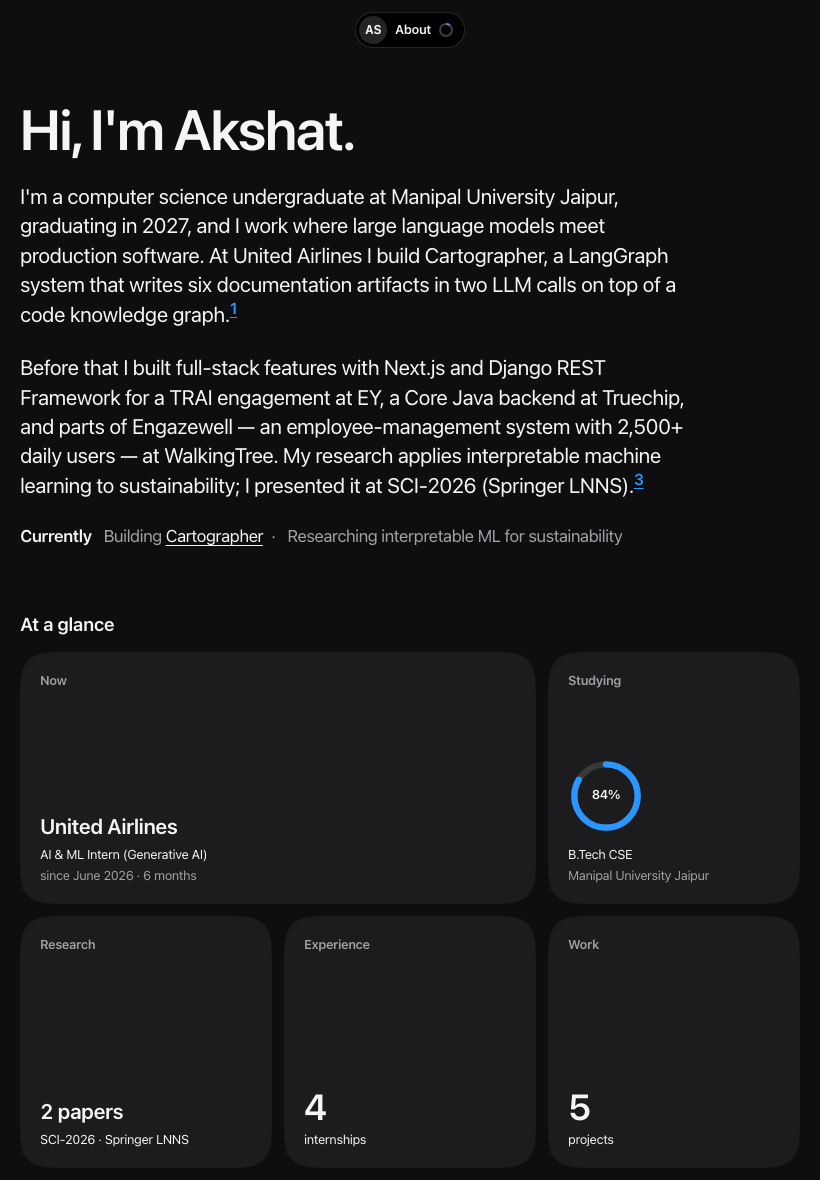 AS About
Hi, I'm Akshat.
I'm a computer science undergraduate at Manipal University Jaipur,
graduating in 2027, and I work where large language models meet
production software. At United Airlines I build Cartographer, a LangGraph
system that writes six documentation artifacts in two LLM calls on top of a
code knowledge graph.1
Before that I built full-stack features with Next.js and Django REST
Framework for a TRAI engagement at EY, a Core Java backend at Truechip,
and parts of Engazewell — an employee-management system with 2,500+
daily users — at WalkingTree. My research applies interpretable machine
learning to sustainability; I presented it at SCI-2026 (Springer LNNS).3
Currently Building Cartographer · Researching interpretable ML for sustainability
At a glance
Now
United Airlines
AI & ML Intern (Generative AI)
since June 2026 · 6 months
Studying
84%
B.Tech CSE
Manipal University Jaipur
Research
2 papers
SCI-2026 · Springer LNNS
Experience
4
internships
Work
5
projects